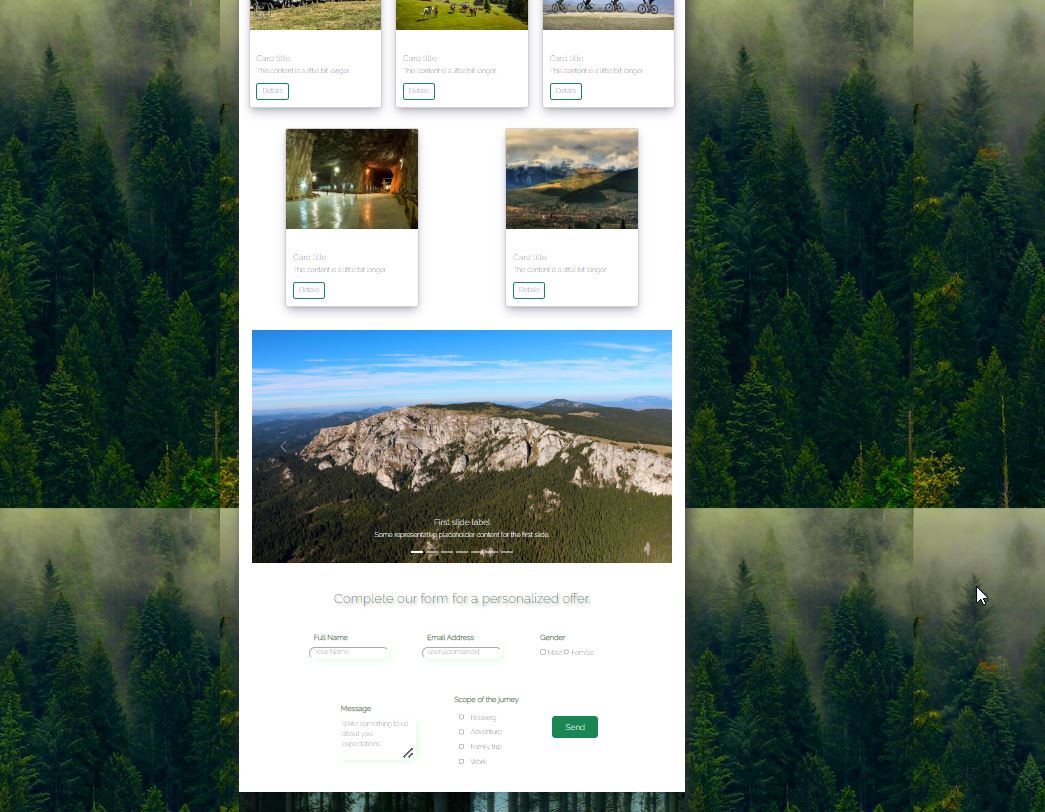 Card title
Card title
Card title
This content is a little bit longer.
This content is a little bit longer.
This content is a little bit longer.
Details
Details
Details
Card title
Card title
This content is a little bit longer.
This content is a little bit longer.
Details
Details
First slide label
Some representative placeholder content for the first slide.
Complete our form for a personalized offer.
Full Name
Email Address
Gender
Your Name
user@domain.ext
Male
Female
Message
Scope of the jurney
Write something to us
about you
expectations.
Relaxing
Adventure
Family trip
Work
Send